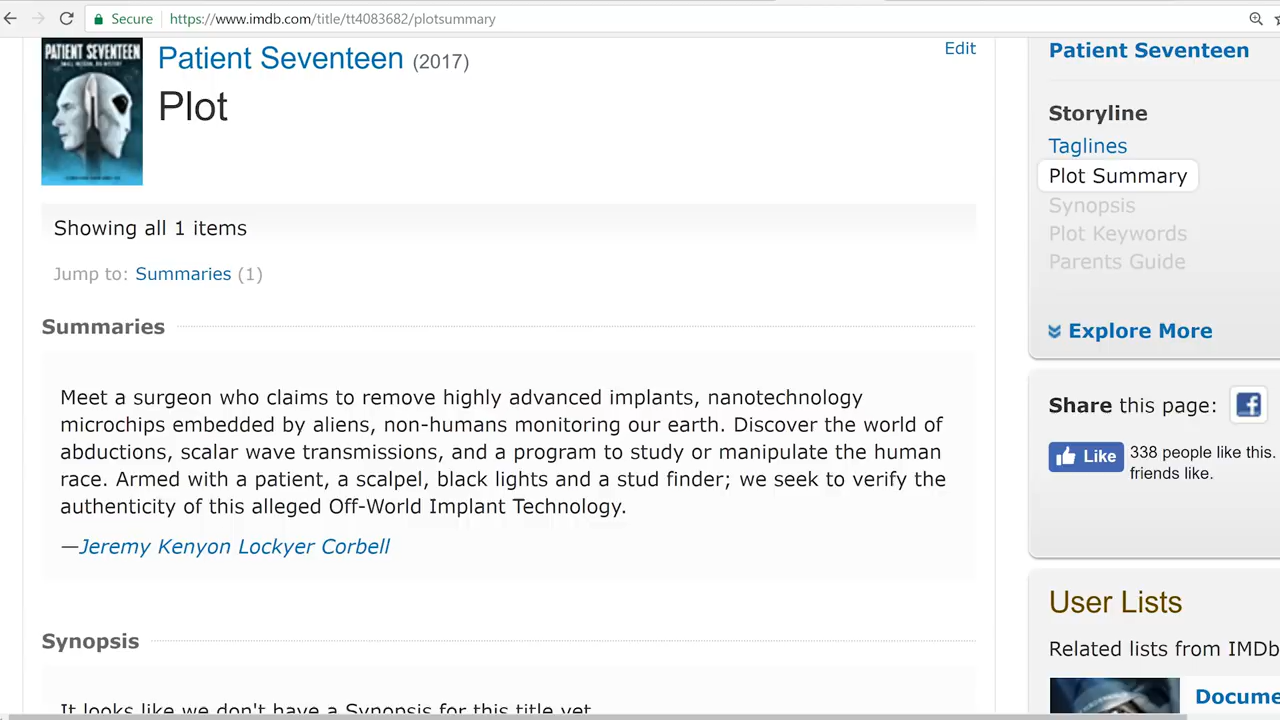 Secure https://www.imdb.com/title/tt4083682/plotsummary
PATIENT SEVENTEEN
Patient Seventeen (2017)
Edit
Plot
Showing all 1 items
Jump to: Summaries (1)
Summaries
Meet a surgeon who claims to remove highly advanced implants, nanotechnology
microchips embedded by aliens, non-humans monitoring our earth. Discover the world of
abductions, scalar wave transmissions, and a program to study or manipulate the human
race. Armed with a patient, a scalpel, black lights and a stud finder; we seek to verify the
authenticity of this alleged Off-World Implant Technology.
—Jeremy Kenyon Lockyer Corbell
Synopsis
It looks like we don't have a Synopsis for this title yet.
Patient Seventeen
Storyline
Taglines
Plot Summary
Synopsis
Plot Keywords
Parents Guide
Explore More
Share this page:
Like
338 people like this.
friends like.
User Lists
Related lists from IMDb
Docume